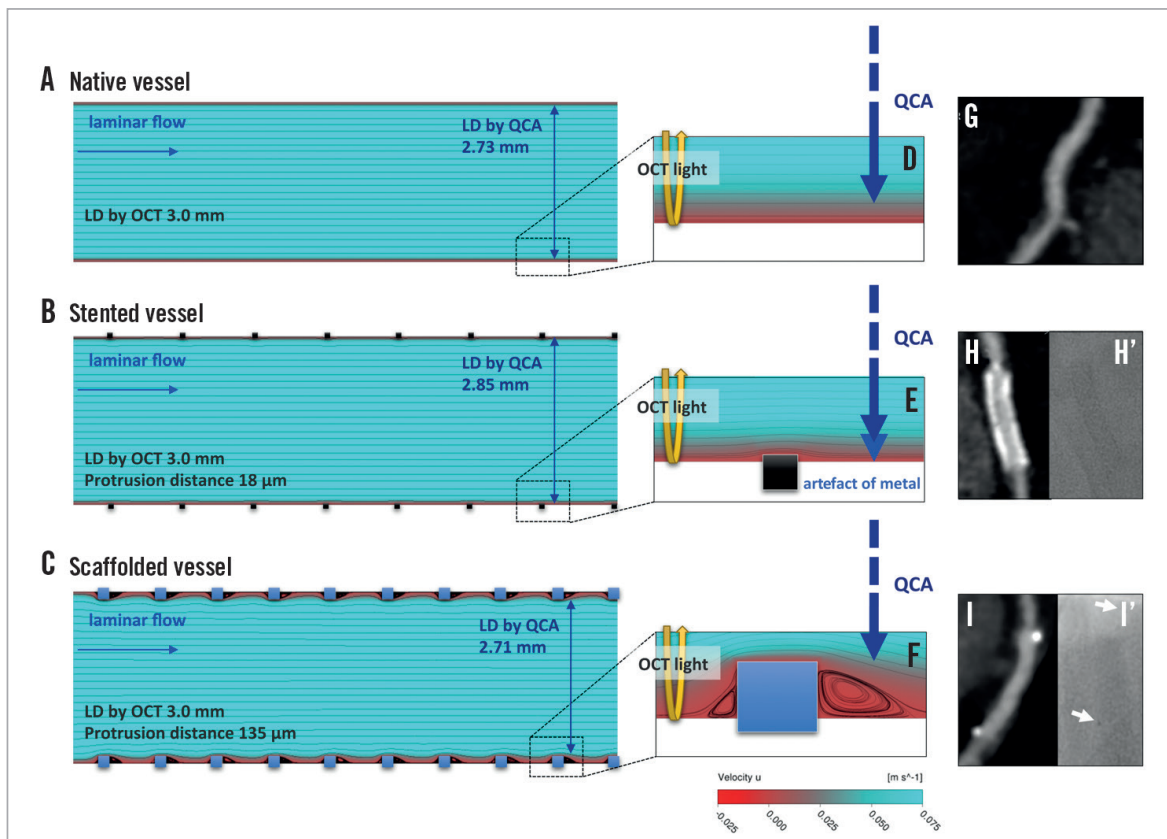 A Native vessel
laminar flow
LD by QCA
2.73 mm
LD by OCT 3.0 mm
QCA
D
OCT light
G
B Stented vessel
laminar flow
LD by QCA
2.85 mm
LD by OCT 3.0 mm
Protrusion distance 18 μm
QCA
E
OCT light
artefact of metal
H H’
C Scaffolded vessel
laminar flow
LD by QCA
2.71 mm
LD by OCT 3.0 mm
Protrusion distance 135 μm
QCA
F
OCT light
I I’
Velocity u [m s^-1]
-0.025 0.000 0.025 0.050 0.075